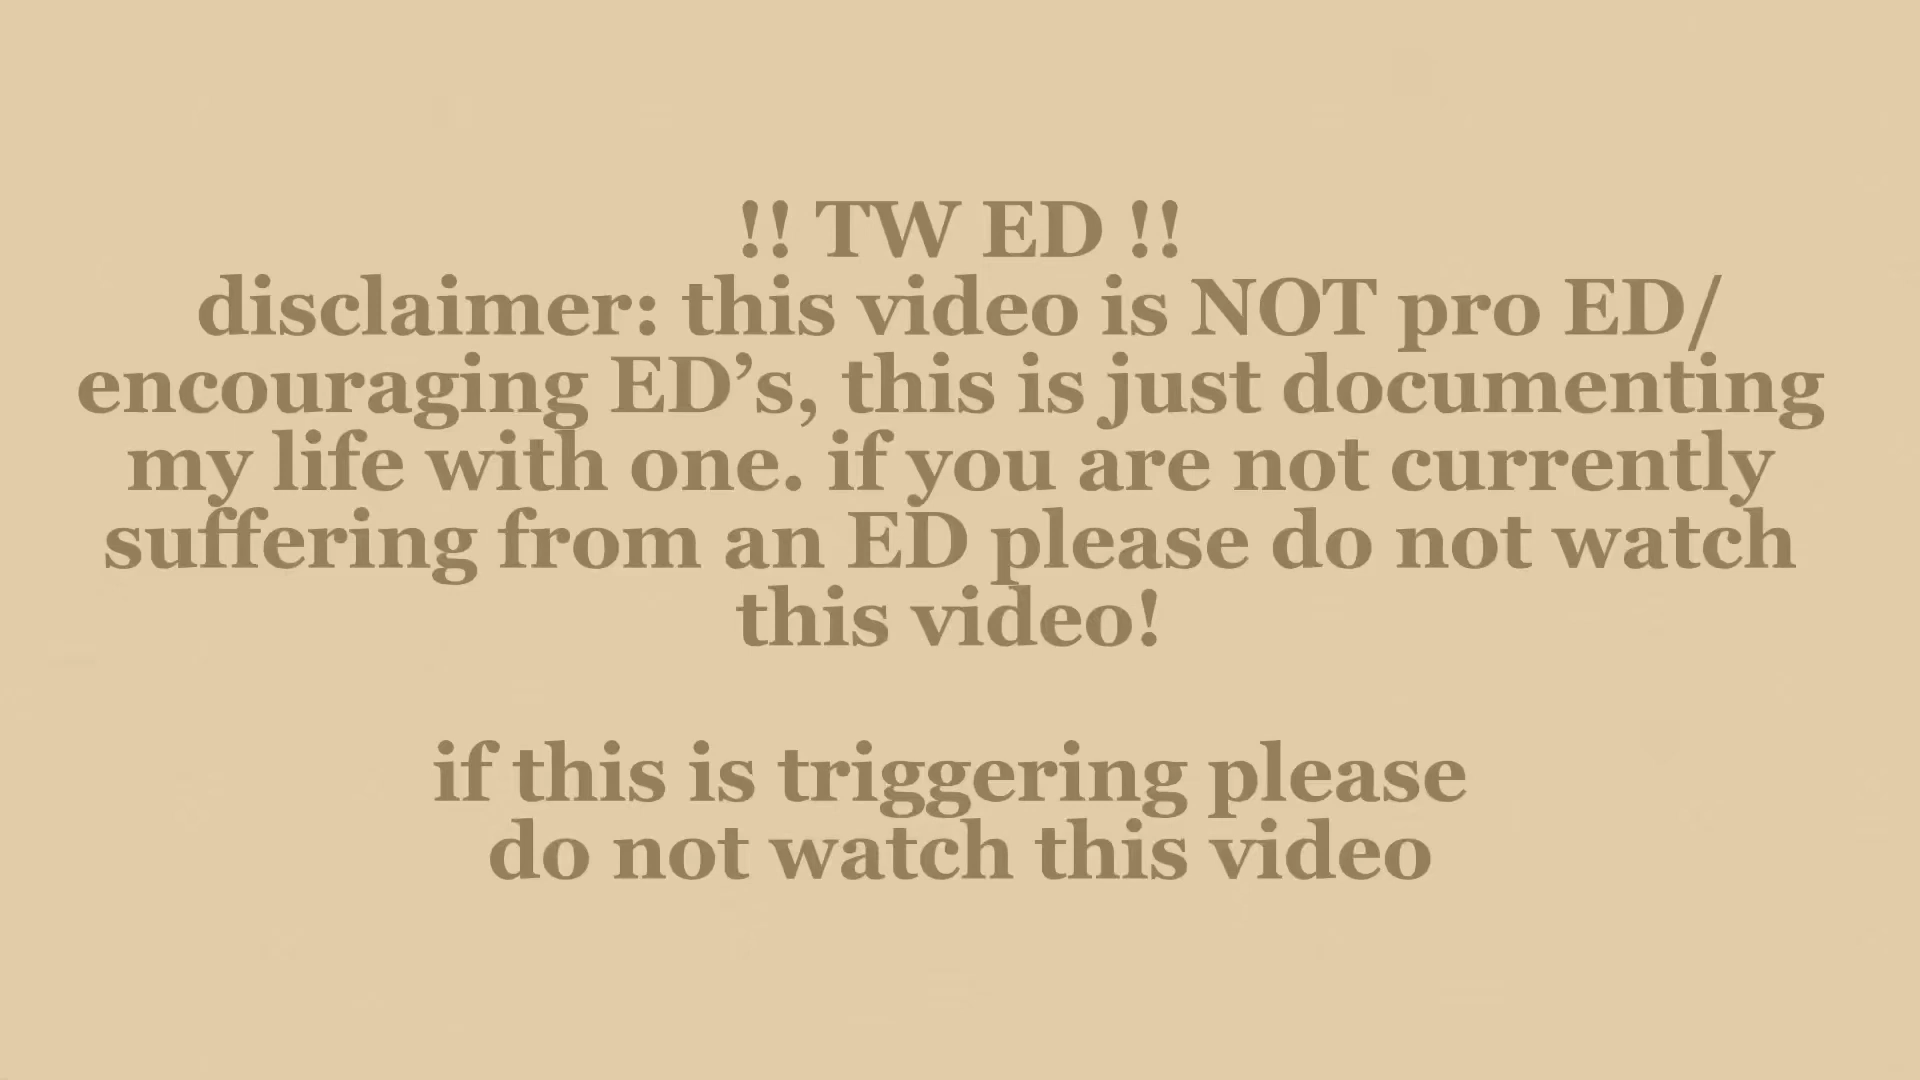 !! TW ED !!
disclaimer: this video is NOT pro ED/
encouraging ED’s, this is just documenting
my life with one. if you are not currently
suffering from an ED please do not watch
this video!
if this is triggering please
do not watch this video